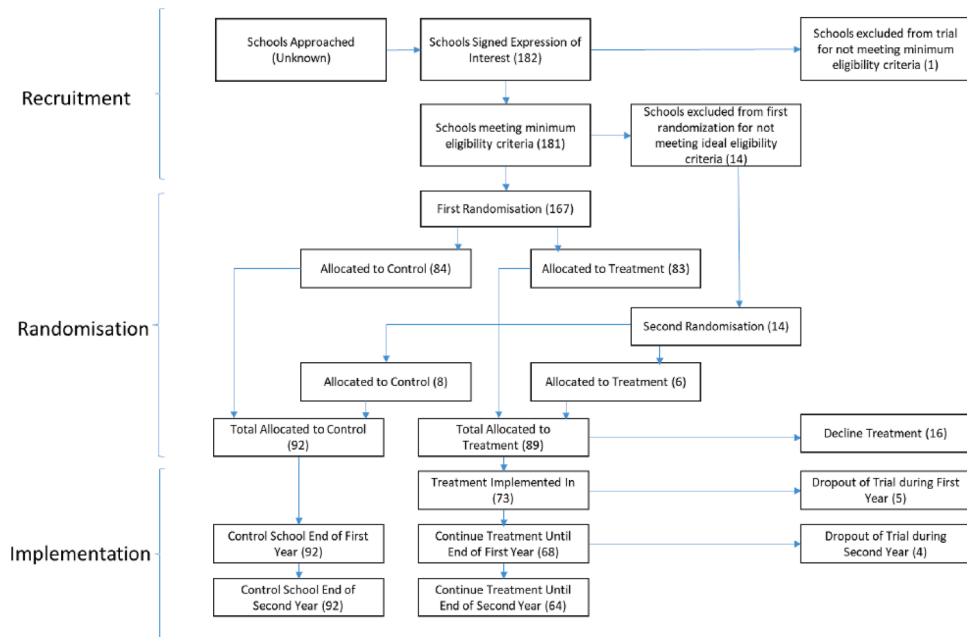 Recruitment
Schools Approached
(Unknown)
Schools Signed Expression of
Interest (182)
Schools excluded from trial
for not meeting minimum
eligibility criteria (1)
Schools meeting minimum
eligibility criteria (181)
Schools excluded from first
randomization for not
meeting ideal eligibility
criteria (14)
Randomisation
First Randomisation (167)
Allocated to Control (84)
Allocated to Treatment (83)
Second Randomisation (14)
Allocated to Control (8)
Allocated to Treatment (6)
Total Allocated to Control
(92)
Total Allocated to
Treatment (89)
Decline Treatment (16)
Implementation
Treatment Implemented In
(73)
Dropout of Trial during First
Year (5)
Control School End of First
Year (92)
Continue Treatment Until
End of First Year (68)
Dropout of Trial during
Second Year (4)
Control School End of
Second Year (92)
Continue Treatment Until
End of Second Year (64)